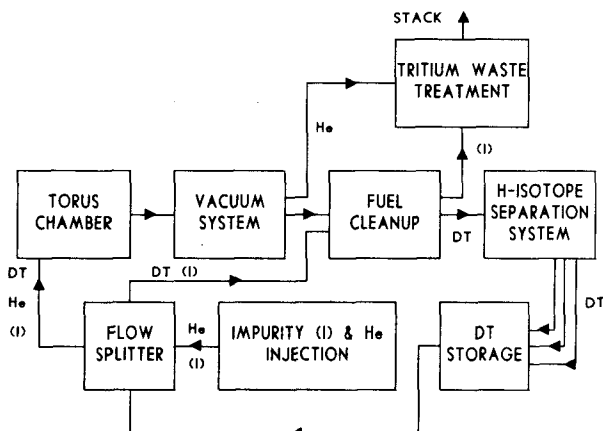 STACK
TRITIUM WASTE
TREATMENT
He
(I)
TORUS
CHAMBER
VACUUM
SYSTEM
FUEL
CLEANUP
H-ISOTOPE
SEPARATION
SYSTEM
DT
DT
He
(I)
DT (I)
DT
FLOW
SPLITTER
He
(I)
IMPURITY (I) & He
INJECTION
DT
STORAGE